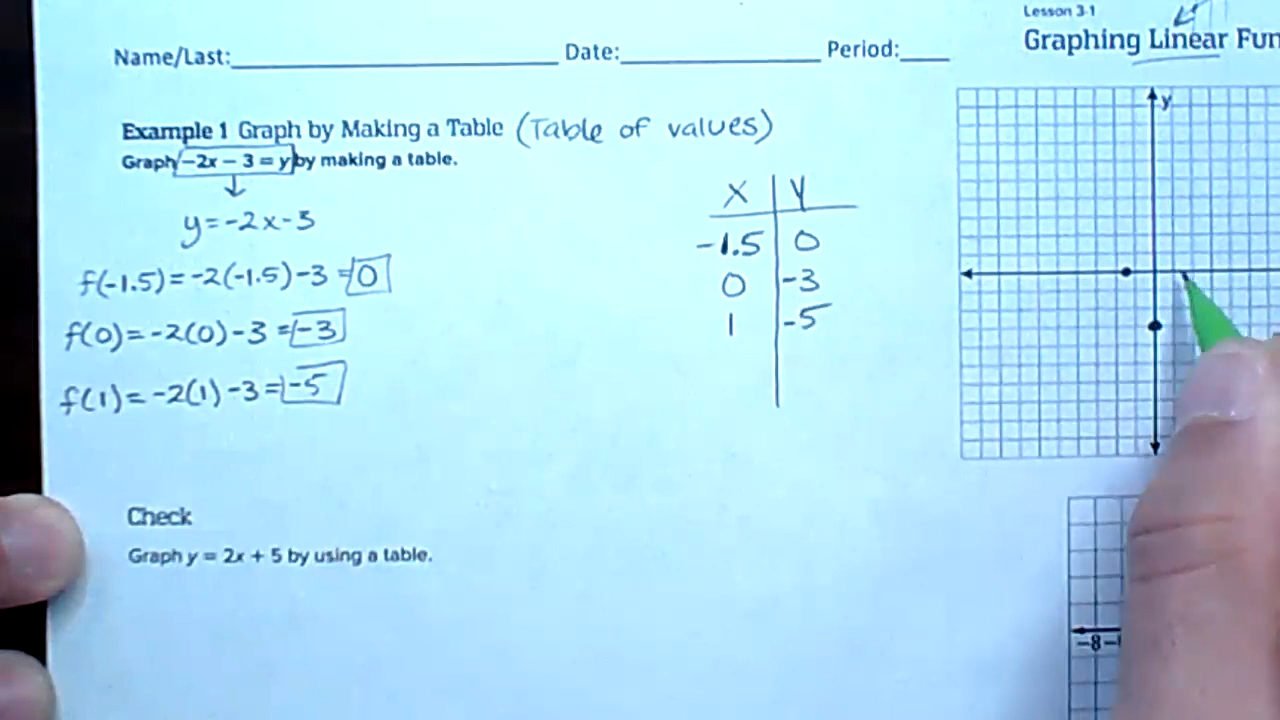 Lesson 3-1
Graphing Linear Fun
Name/Last: Date: Period:
Example 1 Graph by Making a Table (Table of values)
Graph -2x - 3 = y by making a table.
y=-2x-3
f(-1.5)=-2(-1.5)-3=0
f(0)=-2(0)-3=-3
f(1)=-2(1)-3=-5
x y
-1.5 0
0 -3
1 -5
y
Check
Graph y = 2x + 5 by using a table.
-8